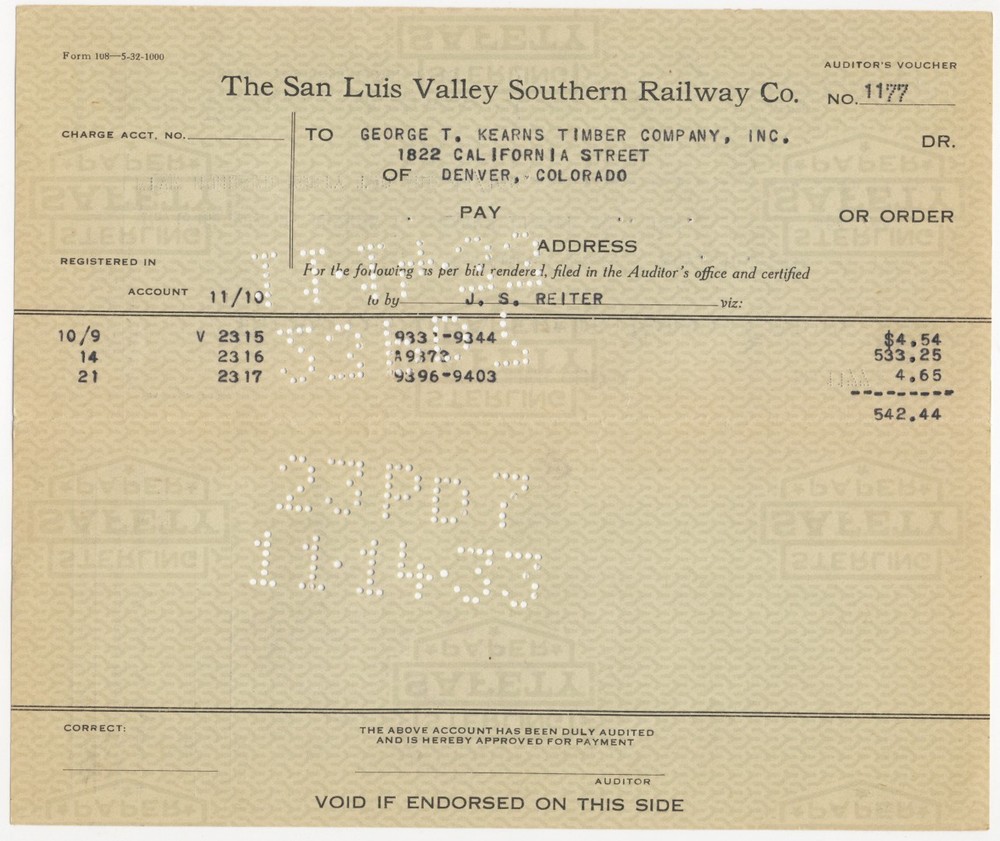 Form 108—5-32-1000
AUDITOR'S VOUCHER
The San Luis Valley Southern Railway Co.
NO. 1177
CHARGE ACCT. NO.
TO GEORGE T. KEARNS TIMBER COMPANY, INC.
DR.
1822 CALIFORNIA STREET
OF DENVER, COLORADO
PAY
OR ORDER
ADDRESS
REGISTERED IN
For the following as per bill rendered, filed in the Auditor's office and certified
ACCOUNT 11/10
to by J. S. REITER viz:
10/9 V 2315 -9344 $4.54
14 2316 533.25
21 2317 9396-9403 4.65
542.44
23PD7
11·14·33
CORRECT:
THE ABOVE ACCOUNT HAS BEEN DULY AUDITED
AND IS HEREBY APPROVED FOR PAYMENT
AUDITOR
VOID IF ENDORSED ON THIS SIDE
PAPER
SAFETY
STERLING